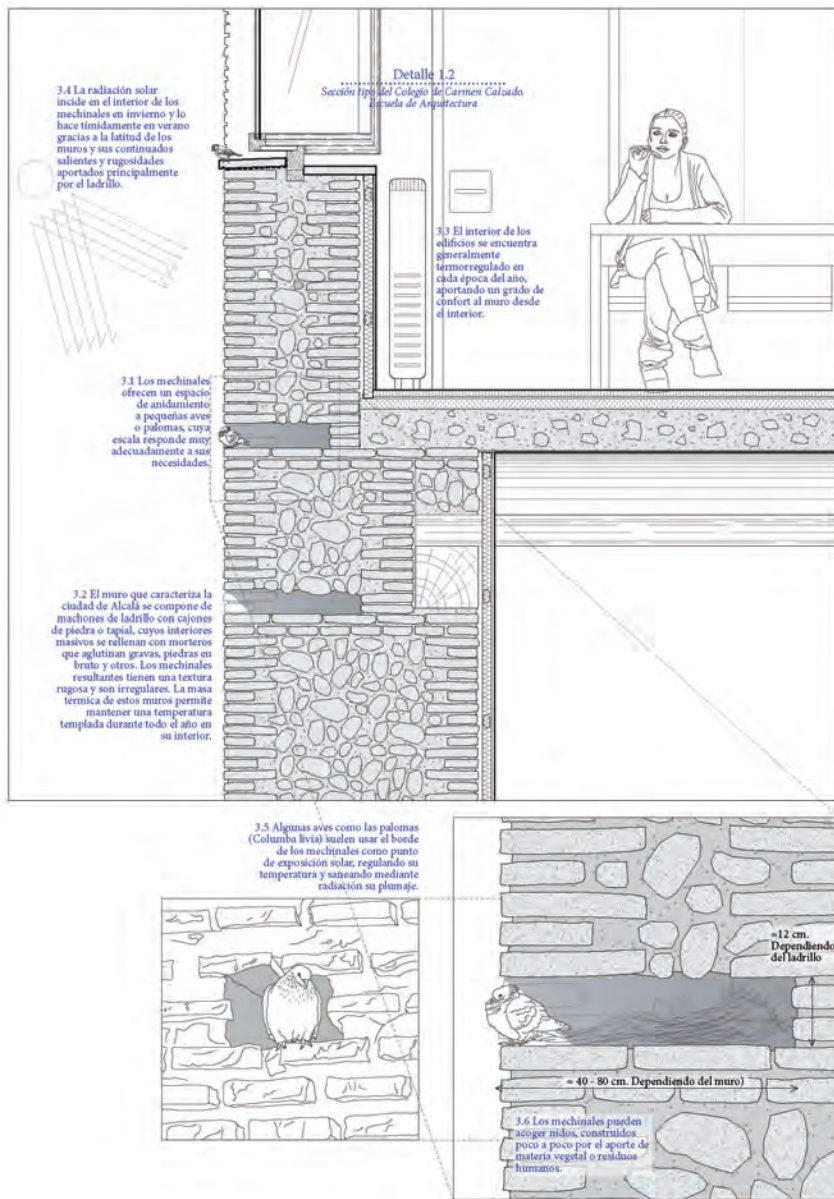 Detalle 1.2
Sección tipo del Colegio de Carmen Calzado.
Escuela de Arquitectura
3.4 La radiación solar
incide en el interior de los
mechinales en invierno y lo
hace tímidamente en verano
gracias a la latitud de los
muros y sus continuados
salientes y rugosidades
aportados principalmente
por el ladrillo.
3.3 El interior de los
edificios se encuentra
generalmente
termorregulado en
cada época del año,
aportando un grado de
confort al muro desde
el interior.
3.1 Los mechinales
ofrecen un espacio
de anidamiento
a pequeñas aves
o palomas, cuya
escala responde muy
adecuadamente a sus
necesidades.
3.2 El muro que caracteriza la
ciudad de Alcalá se compone de
machones de ladrillo con cajones
de piedra o tapial, cuyos interiores
masivos se rellenan con morteros
que aglutinan gravas, piedras en
bruto y otros. Los mechinales
resultantes tienen una textura
rugosa y son irregulares. La masa
térmica de estos muros permite
mantener una temperatura
templada durante todo el año en
su interior.
3.5 Algunas aves como las palomas
(Columba livia) suelen usar el borde
de los mechinales como punto
de exposición solar, regulando su
temperatura y saneando mediante
radiación su plumaje.
≈12 cm.
Dependiendo
del ladrillo
≈ 40 - 80 cm. Dependiendo del muro)
3.6 Los mechinales pueden
acoger nidos, construidos
poco a poco por el aporte de
materia vegetal o residuos
humanos.